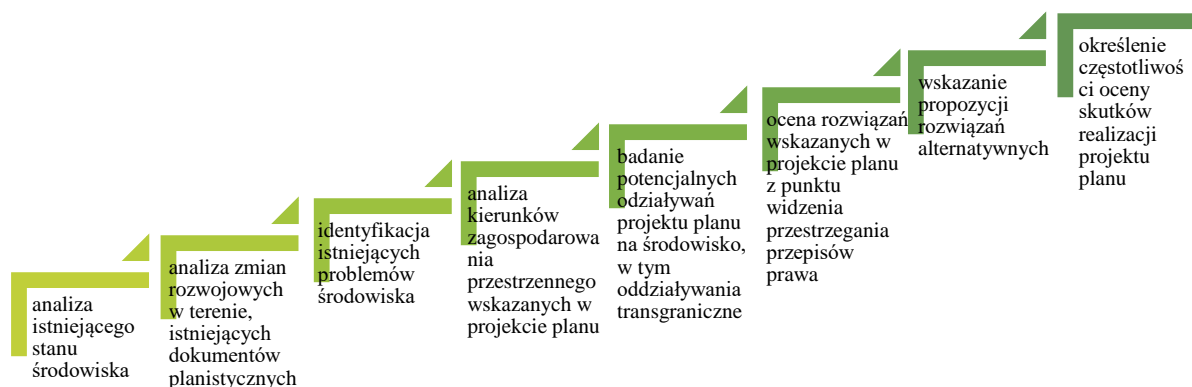 analiza
istniejącego
stanu
środowiska
analiza zmian
rozwojowych
w terenie,
istniejących
dokumentów
planistycznych
identyfikacja
istniejących
problemów
środowiska
analiza
kierunków
zagospodarowa
nia
przestrzennego
wskazanych w
projekcie planu
badanie
potencjalnych
odziaływań
projektu planu
na środowisko,
w tym
oddziaływania
transgraniczne
ocena rozwiązań
wskazanych w
projekcie planu
z punktu
widzenia
przestrzegania
przepisów
prawa
wskazanie
propozycji
rozwiązań
alternatywnych
określenie
częstotliwoś
ci oceny
skutków
realizacji
projektu
planu